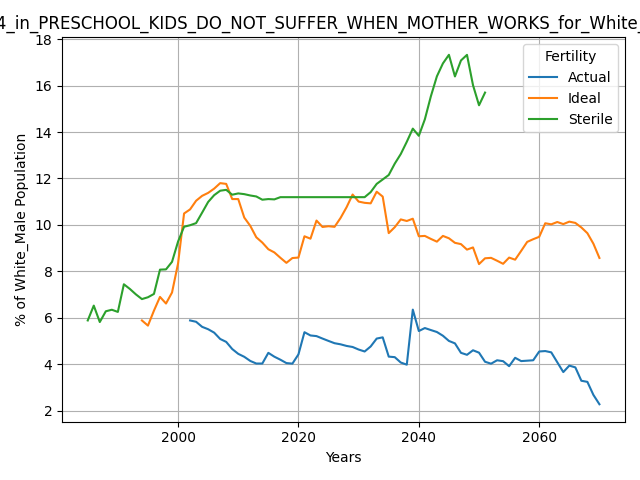 4_in_PRESCHOOL_KIDS_DO_NOT_SUFFER_WHEN_MOTHER_WORKS_for_White_
18
16
14
12
10
8
6
4
2
% of White_Male Population
Fertility
Actual
Ideal
Sterile
2000
2020
2040
2060
Years